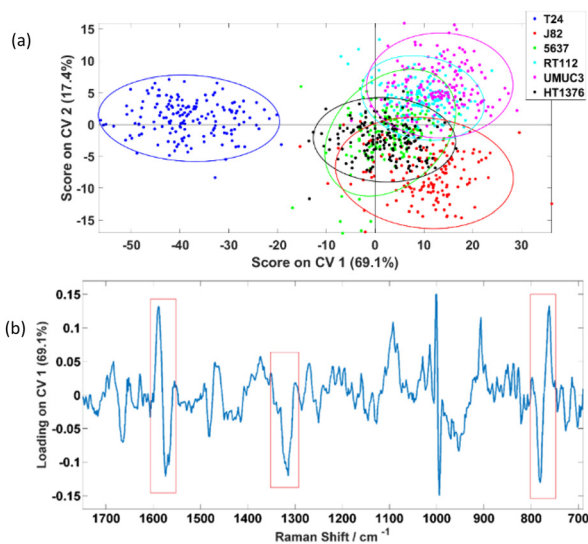 (a)
T24
J82
5637
RT112
UMUC3
HT1376
Score on CV 2 (17.4%)
15
10
5
0
-5
-10
-15
-50 -40 -30 -20 -10 0 10 20 30
Score on CV 1 (69.1%)
(b)
Loading on CV 1 (69.1%)
0.15
0.10
0.05
0
-0.05
-0.1
-0.15
1700 1600 1500 1400 1300 1200 1100 1000 900 800 700
Raman Shift / cm⁻¹